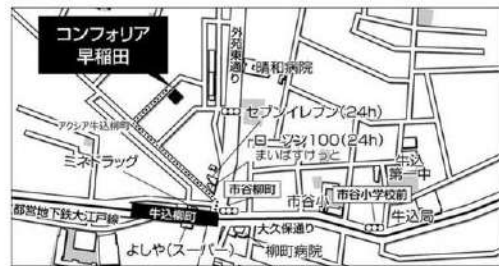 コンフォリア
早稲田
外苑東通り
晴和病院
アクシア牛込柳町
セブンイレブン(24h)
ローソン100(24h)
まいばすけっと
ミネドラッグ
市谷柳町
市谷小
市谷小学校前
牛込
第一中
都営地下鉄大江戸線
牛込柳町
大久保通り
牛込局
よしや(スーパー)
柳町病院